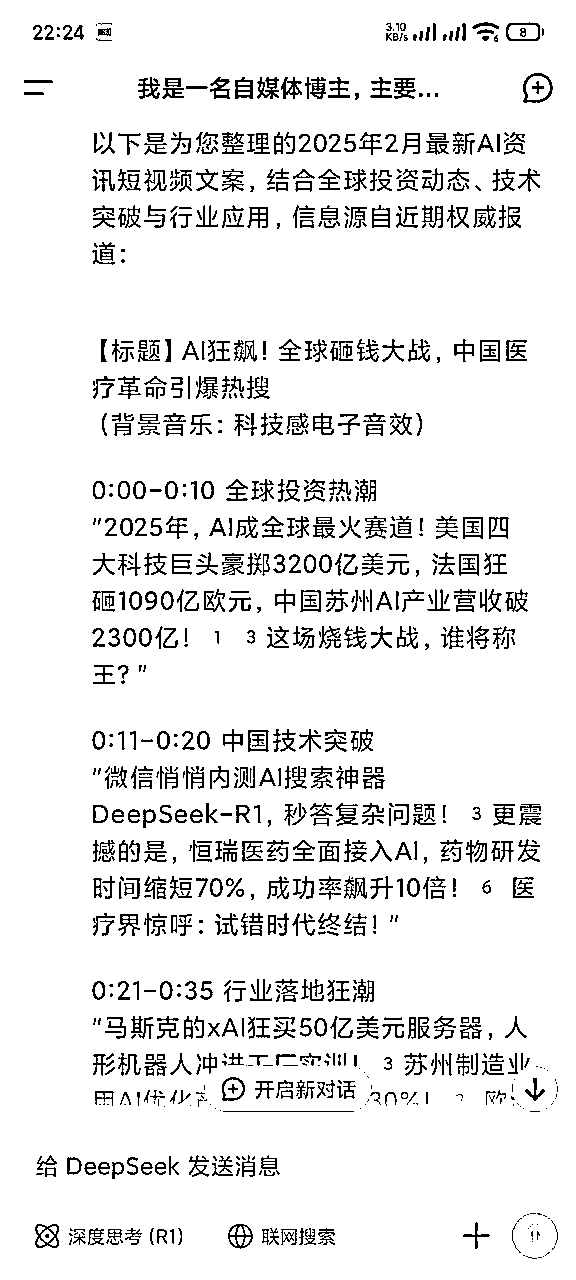 22:24
3.10
KB/s
6
8
我是一名自媒体博主，主要...
以下是为您整理的2025年2月最新AI资
讯短视频文案，结合全球投资动态、技术
突破与行业应用，信息源自近期权威报
道：
【标题】AI狂飙！全球砸钱大战，中国医
疗革命引爆热搜
（背景音乐：科技感电子音效）
0:00-0:10 全球投资热潮
"2025年，AI成全球最火赛道！美国四
大科技巨头豪掷3200亿美元，法国狂
砸1090亿欧元，中国苏州AI产业营收破
2300亿！ 1 3 这场烧钱大战，谁将称
王？"
0:11-0:20 中国技术突破
"微信悄悄内测AI搜索神器
DeepSeek-R1，秒答复杂问题！ 3 更震
撼的是，恒瑞医药全面接入AI，药物研发
时间缩短70%，成功率飙升10倍！ 6 医
疗界惊呼：试错时代终结！"
0:21-0:35 行业落地狂潮
"马斯克的xAI狂买50亿美元服务器，人
形机器人冲进工厂实训！ 3 苏州制造业
用AI优化 30%！
开启新对话
给 DeepSeek 发送消息
深度思考 (R1)
联网搜索